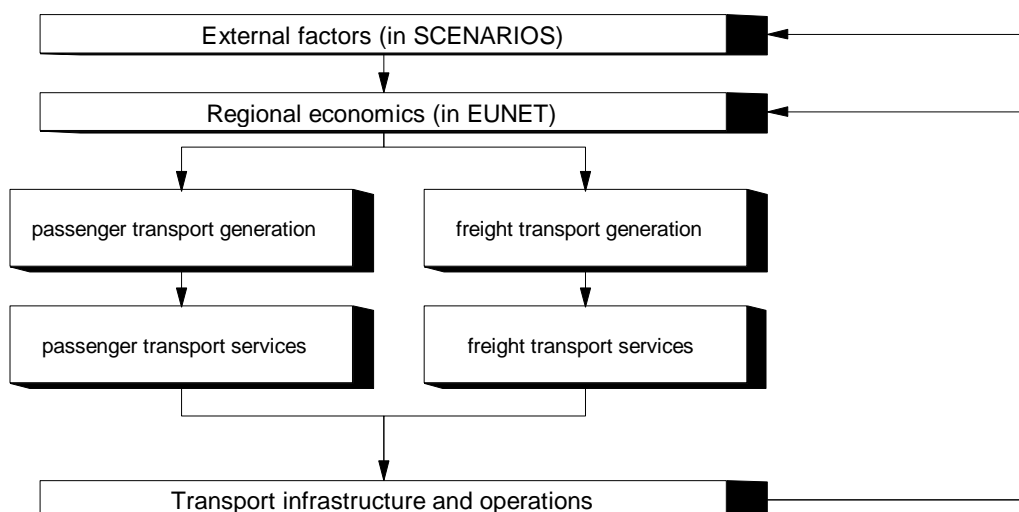 External factors (in SCENARIOS)
Regional economics (in EUNET)
passenger transport generation
freight transport generation
passenger transport services
freight transport services
Transport infrastructure and operations